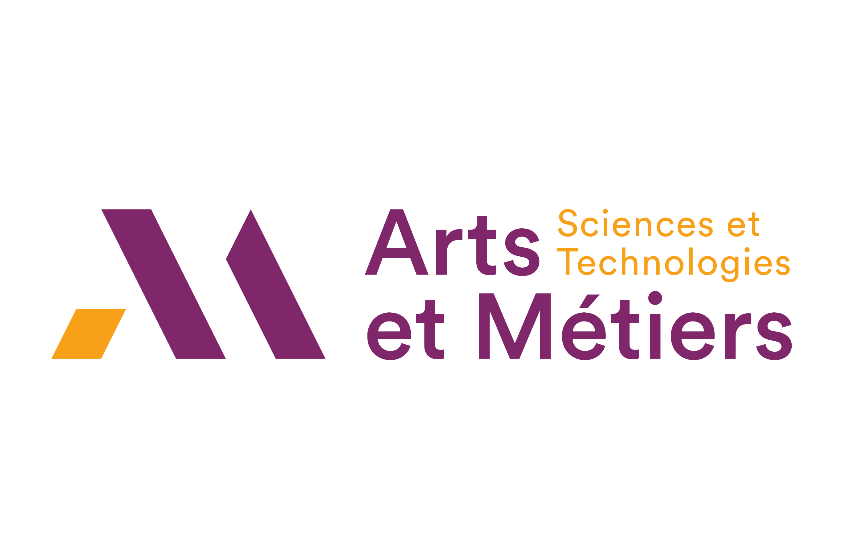 Arts
Sciences et
Technologies
et Métiers